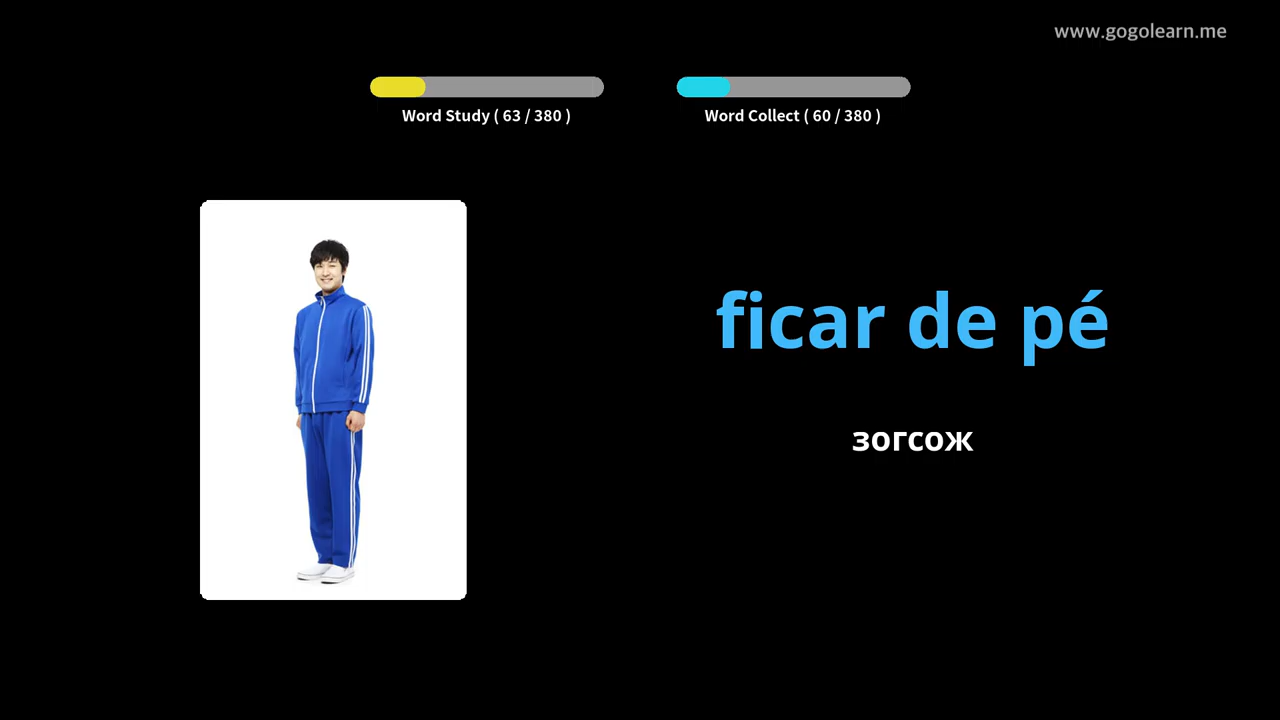 www.gogolearn.me
Word Study ( 63 / 380 )
Word Collect ( 60 / 380 )
ficar de pé
зогсож